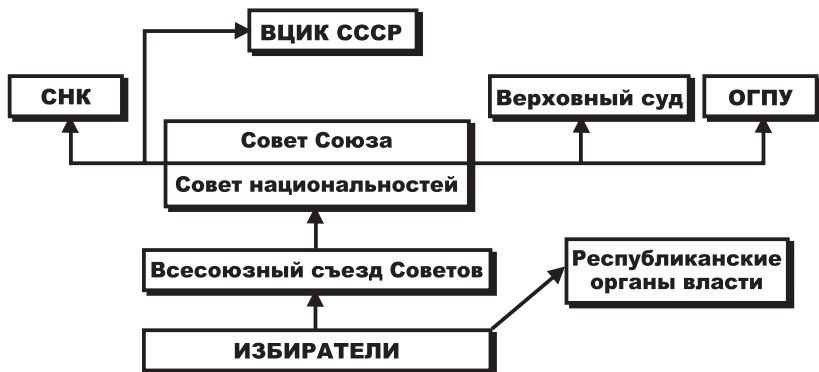 ВЦИК СССР
СНК
Верховный суд
ОГПУ
Совет Союза
Совет национальностей
Всесоюзный съезд Советов
Республиканские
органы власти
ИЗБИРАТЕЛИ